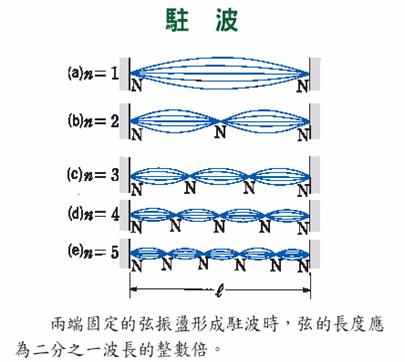 駐 波
(a)n=1
N N
(b)n=2
N N N
(c)n=3
N N N N
(d)n=4
N N N N N
(e)n=5
N N N N N N
ℓ
兩端固定的弦振盪形成駐波時，弦的長度應
為二分之一波長的整數倍。